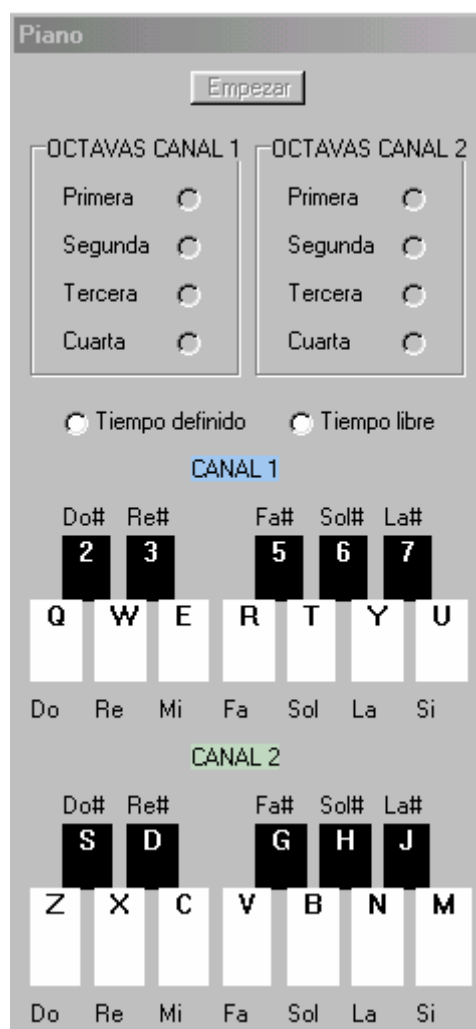 Piano
Empezar
OCTAVAS CANAL 1 OCTAVAS CANAL 2
Primera Primera
Segunda Segunda
Tercera Tercera
Cuarta Cuarta
Tiempo definido Tiempo libre
CANAL 1
Do# Re# Fa# Sol# La#
2 3 5 6 7
Q W E R T Y U
Do Re Mi Fa Sol La Si
CANAL 2
Do# Re# Fa# Sol# La#
S D G H J
Z X C V B N M
Do Re Mi Fa Sol La Si